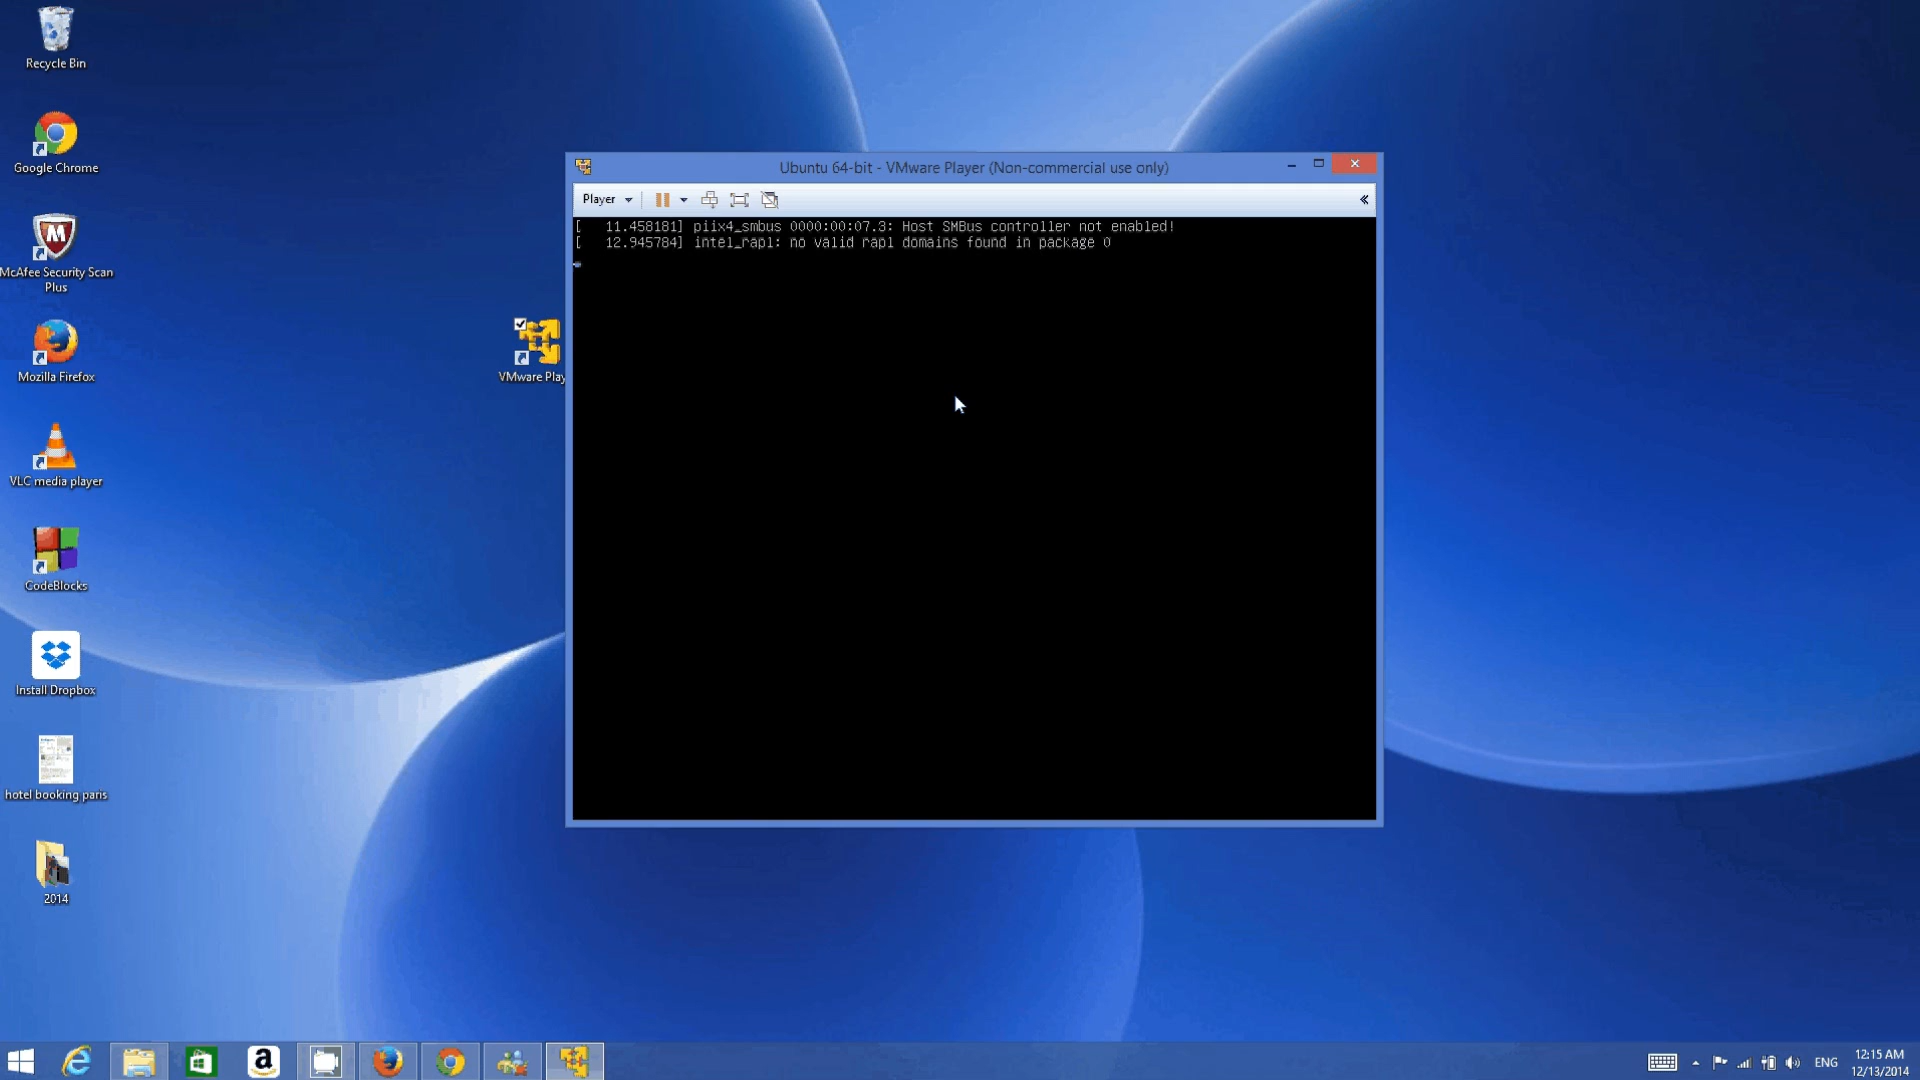 Recycle Bin
Google Chrome
McAfee Security Scan
Plus
Mozilla Firefox
VLC media player
CodeBlocks
Install Dropbox
hotel booking paris
2014
VMware Play
Ubuntu 64-bit - VMware Player (Non-commercial use only)
Player
[   11.458181] piix4_smbus 0000:00:07.3: Host SMBus controller not enabled!
[   12.945784] intel_rapl: no valid rapl domains found in package 0
ENG
12:15 AM
12/13/2014